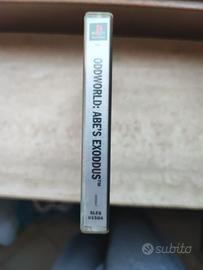 ODDWORLD: ABE'S EXODDUS™
SLES
01504
subito